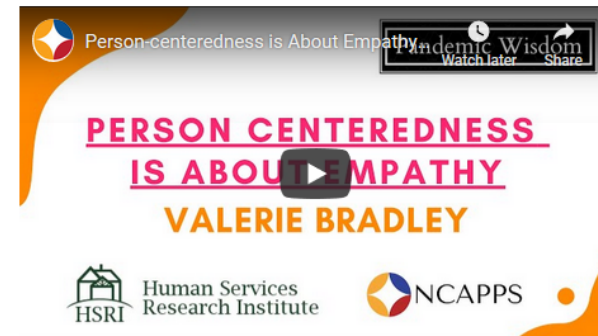 Person-centeredness is About Empathy...
Pandemic Wisdom
Watch later
Share
PERSON CENTEREDNESS
IS ABOUT EMPATHY
VALERIE BRADLEY
HSRI
Human Services
Research Institute
NCAPPS